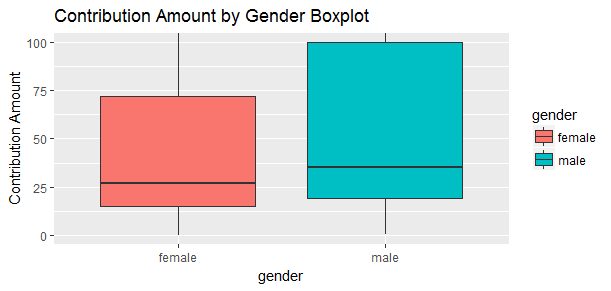 Contribution Amount by Gender Boxplot
Contribution Amount
100
75
50
25
0
female
male
gender
gender
female
male